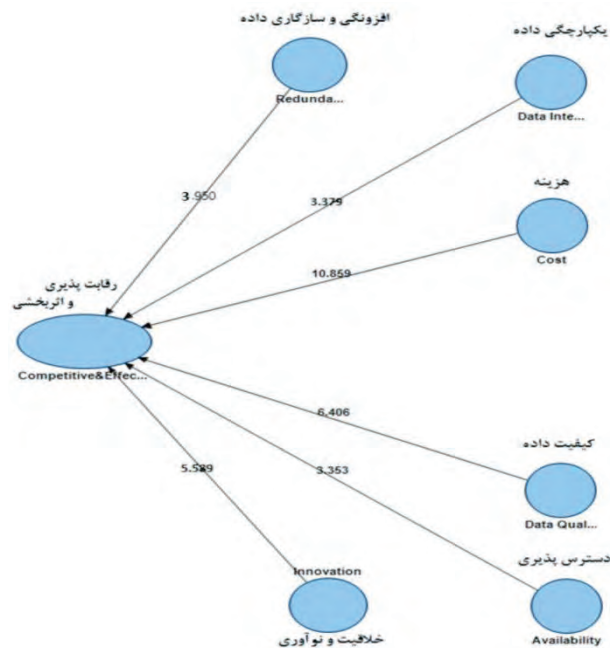 افزونگی و سازگاری داده
Redunda...
یکپارچگی داده
Data Inte...
3.950
3.379
هزینه
Cost
10.859
رقابت پذیری
و اثربخشی
Competitive&Effec...
6.406
کیفیت داده
Data Qual...
5.589
3.353
دسترس پذیری
Availability
Innovation
خلاقیت و نوآوری